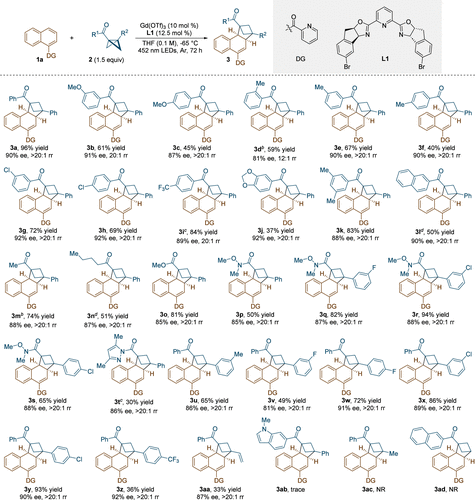 O
R¹
DG
1a
+
O
R¹
R²
2 (1.5 equiv)
Gd(OTf)₃ (10 mol %)
L1 (12.5 mol %)
THF (0.1 M), -65 °C
452 nm LEDs, Ar, 72 h
R¹
O
R²
H
H
DG
3
O
N
DG
O
N
N
N
O
Br
Br
L1
3a, 96% yield
90% ee, >20:1 rr
3b, 61% yield
91% ee, 20:1 rr
3c, 45% yield
87% ee, >20:1 rr
3dᵇ, 59% yield
81% ee, 12:1 rr
3e, 67% yield
90% ee, >20:1 rr
3f, 40% yield
90% ee, >20:1 rr
3g, 72% yield
92% ee, >20:1 rr
3h, 69% yield
92% ee, >20:1 rr
3iᶜ, 84% yield
89% ee, 20:1 rr
3j, 37% yield
92% ee, >20:1 rr
3k, 83% yield
88% ee, >20:1 rr
3lᵈ, 50% yield
90% ee, >20:1 rr
3mᵇ, 74% yield
88% ee, >20:1 rr
3nᵈ, 51% yield
87% ee, >20:1 rr
3o, 81% yield
85% ee, >20:1 rr
3p, 50% yield
85% ee, >20:1 rr
3q, 82% yield
87% ee, >20:1 rr
3r, 94% yield
88% ee, >20:1 rr
3s, 65% yield
88% ee, >20:1 rr
3tᶜ, 30% yield
86% ee, >20:1 rr
3u, 65% yield
86% ee, >20:1 rr
3v, 49% yield
81% ee, >20:1 rr
3w, 72% yield
91% ee, >20:1 rr
3x, 86% yield
89% ee, >20:1 rr
3y, 93% yield
90% ee, >20:1 rr
3z, 36% yield
92% ee, >20:1 rr
3aa, 33% yield
87% ee, >20:1 rr
3ab, trace
3ac, NR
3ad, NR